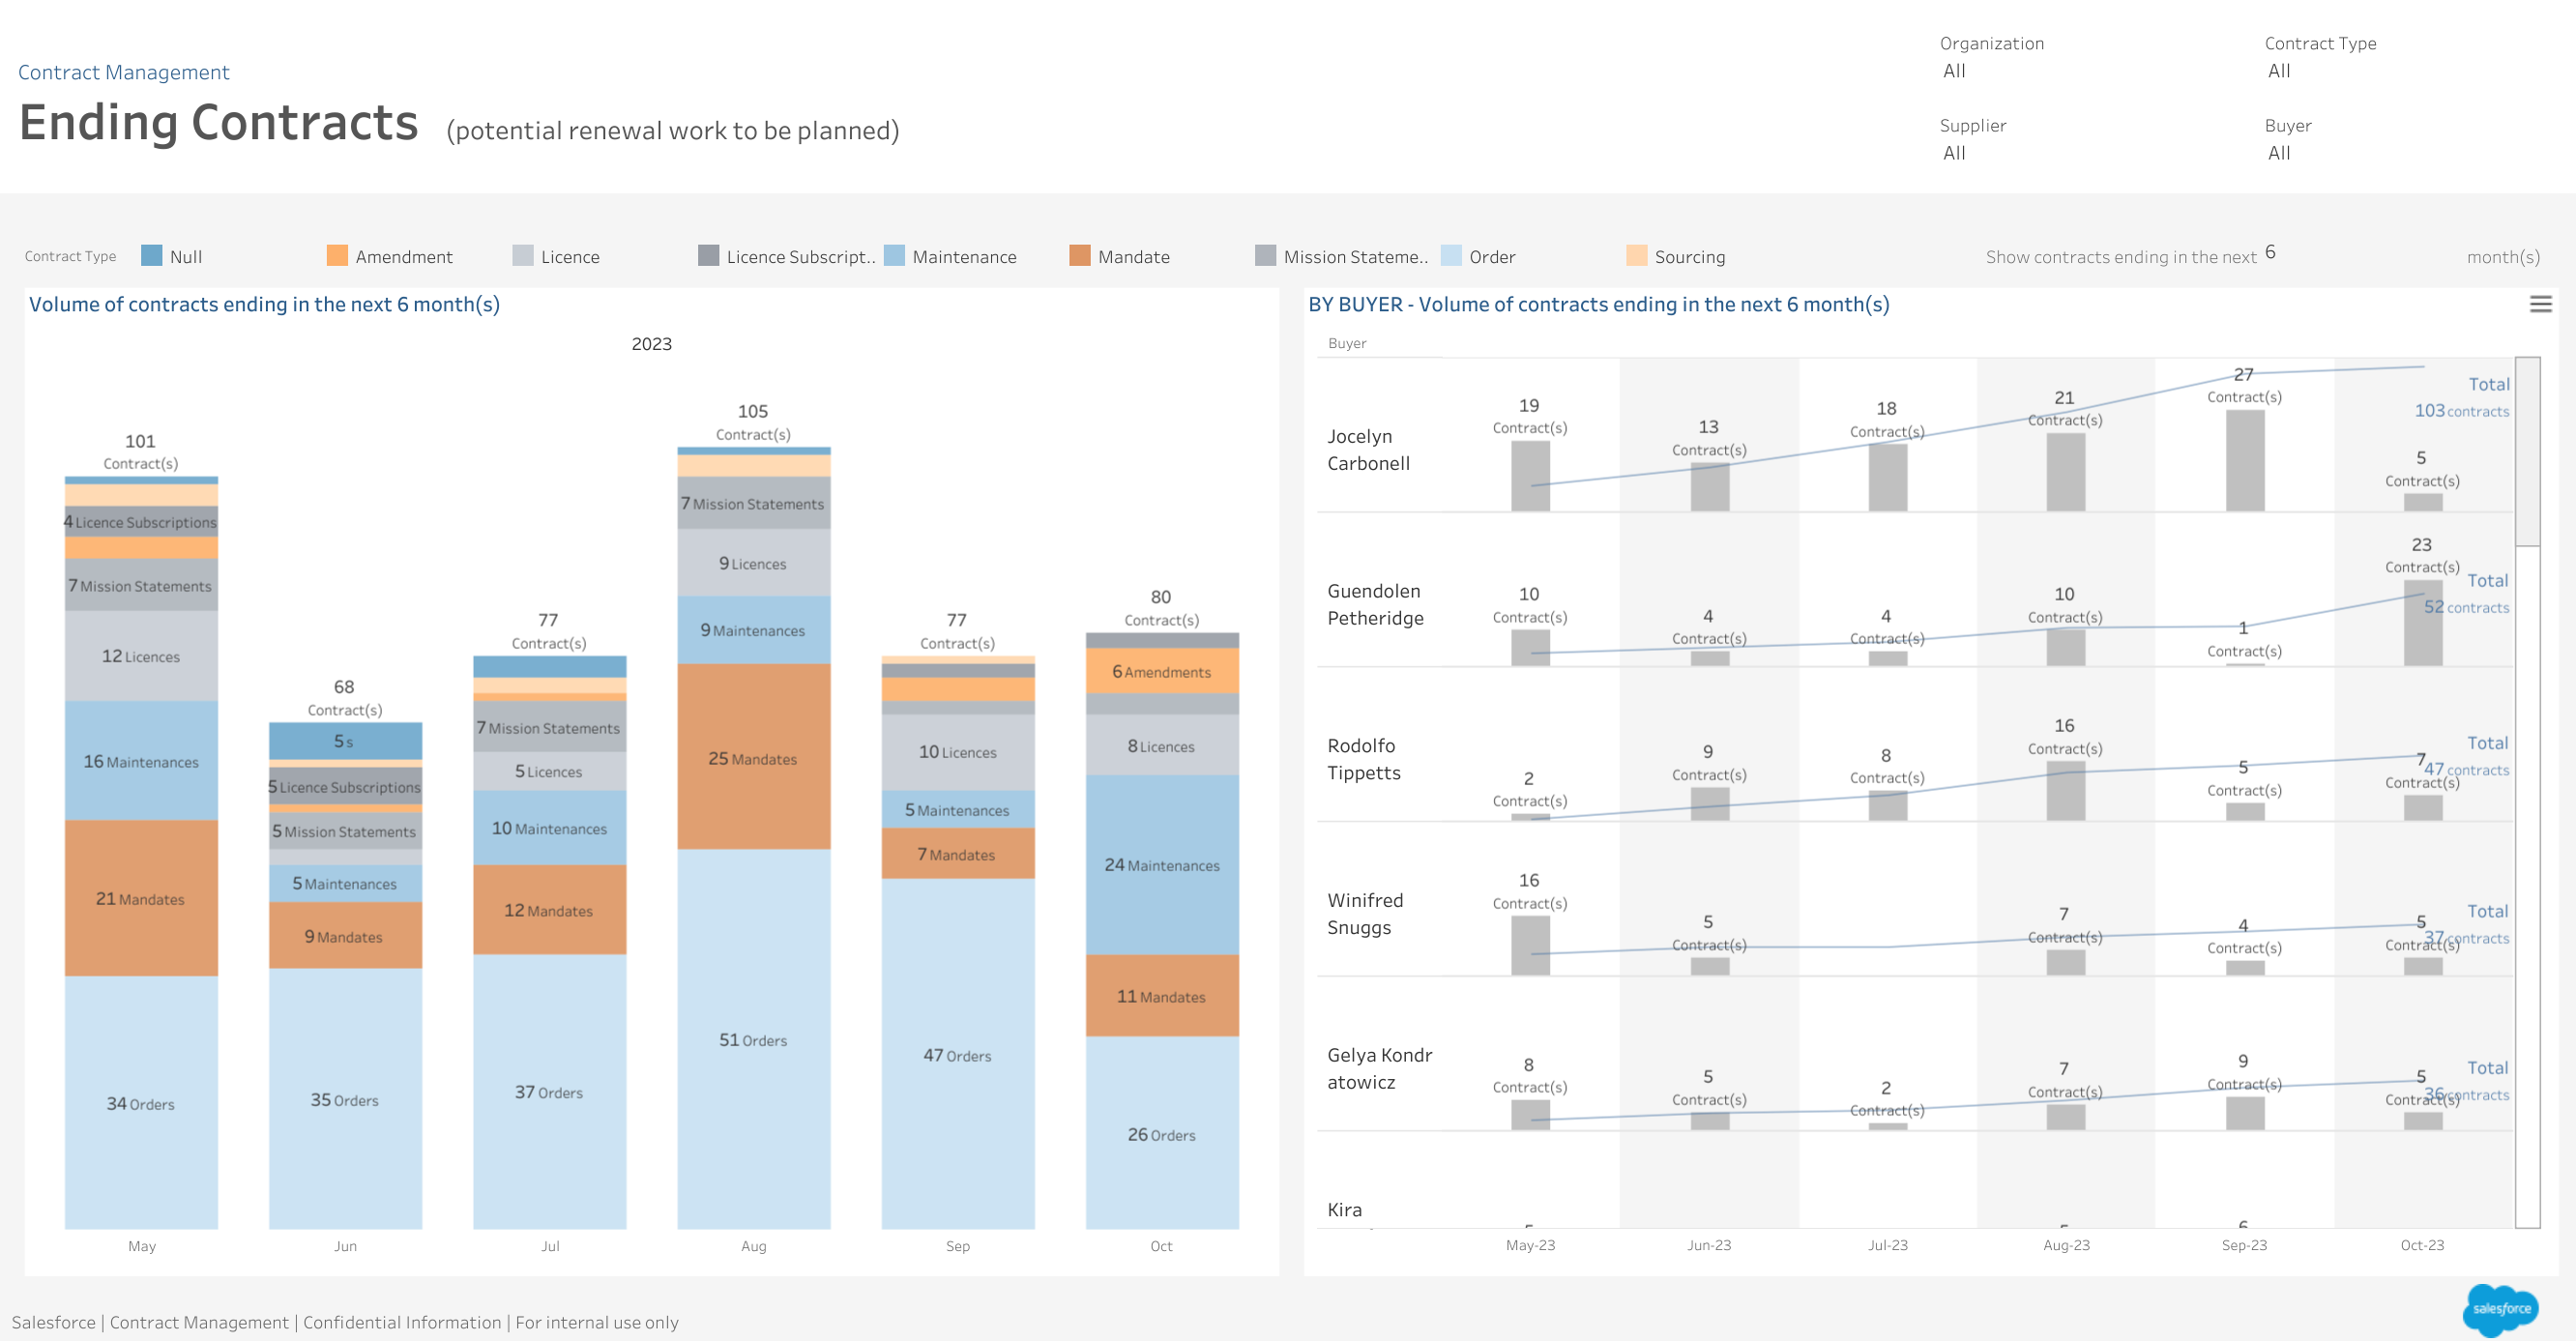 Contract Management
Ending Contracts (potential renewal work to be planned)
Organization
All
Contract Type
All
Supplier
All
Buyer
All
Contract Type
Null
Amendment
Licence
Licence Subscript..
Maintenance
Mandate
Mission Stateme..
Order
Sourcing
Show contracts ending in the next 6 month(s)
Volume of contracts ending in the next 6 month(s)
2023
101
Contract(s)
4 Licence Subscriptions
7 Mission Statements
12 Licences
16 Maintenances
21 Mandates
34 Orders
May
68
Contract(s)
5 s
5 Licence Subscriptions
5 Mission Statements
5 Maintenances
9 Mandates
35 Orders
Jun
77
Contract(s)
7 Mission Statements
5 Licences
10 Maintenances
12 Mandates
37 Orders
Jul
105
Contract(s)
7 Mission Statements
9 Licences
9 Maintenances
25 Mandates
51 Orders
Aug
77
Contract(s)
10 Licences
5 Maintenances
7 Mandates
47 Orders
Sep
80
Contract(s)
6 Amendments
8 Licences
24 Maintenances
11 Mandates
26 Orders
Oct
BY BUYER - Volume of contracts ending in the next 6 month(s)
Buyer
Jocelyn
Carbonell
19
Contract(s)
13
Contract(s)
18
Contract(s)
21
Contract(s)
27
Contract(s)
5
Contract(s)
Total
103 contracts
Guendolen
Petheridge
10
Contract(s)
4
Contract(s)
4
Contract(s)
10
Contract(s)
1
Contract(s)
23
Contract(s)
Total
52 contracts
Rodolfo
Tippetts
2
Contract(s)
9
Contract(s)
8
Contract(s)
16
Contract(s)
5
Contract(s)
7
Contract(s)
Total
47 contracts
Winifred
Snuggs
16
Contract(s)
5
Contract(s)
7
Contract(s)
4
Contract(s)
5
Contract(s)
Total
37 contracts
Gelya Kondr
atowicz
8
Contract(s)
5
Contract(s)
2
Contract(s)
7
Contract(s)
9
Contract(s)
5
Contract(s)
Total
36 contracts
Kira
May-23
Jun-23
Jul-23
Aug-23
Sep-23
Oct-23
Salesforce | Contract Management | Confidential Information | For internal use only
salesforce